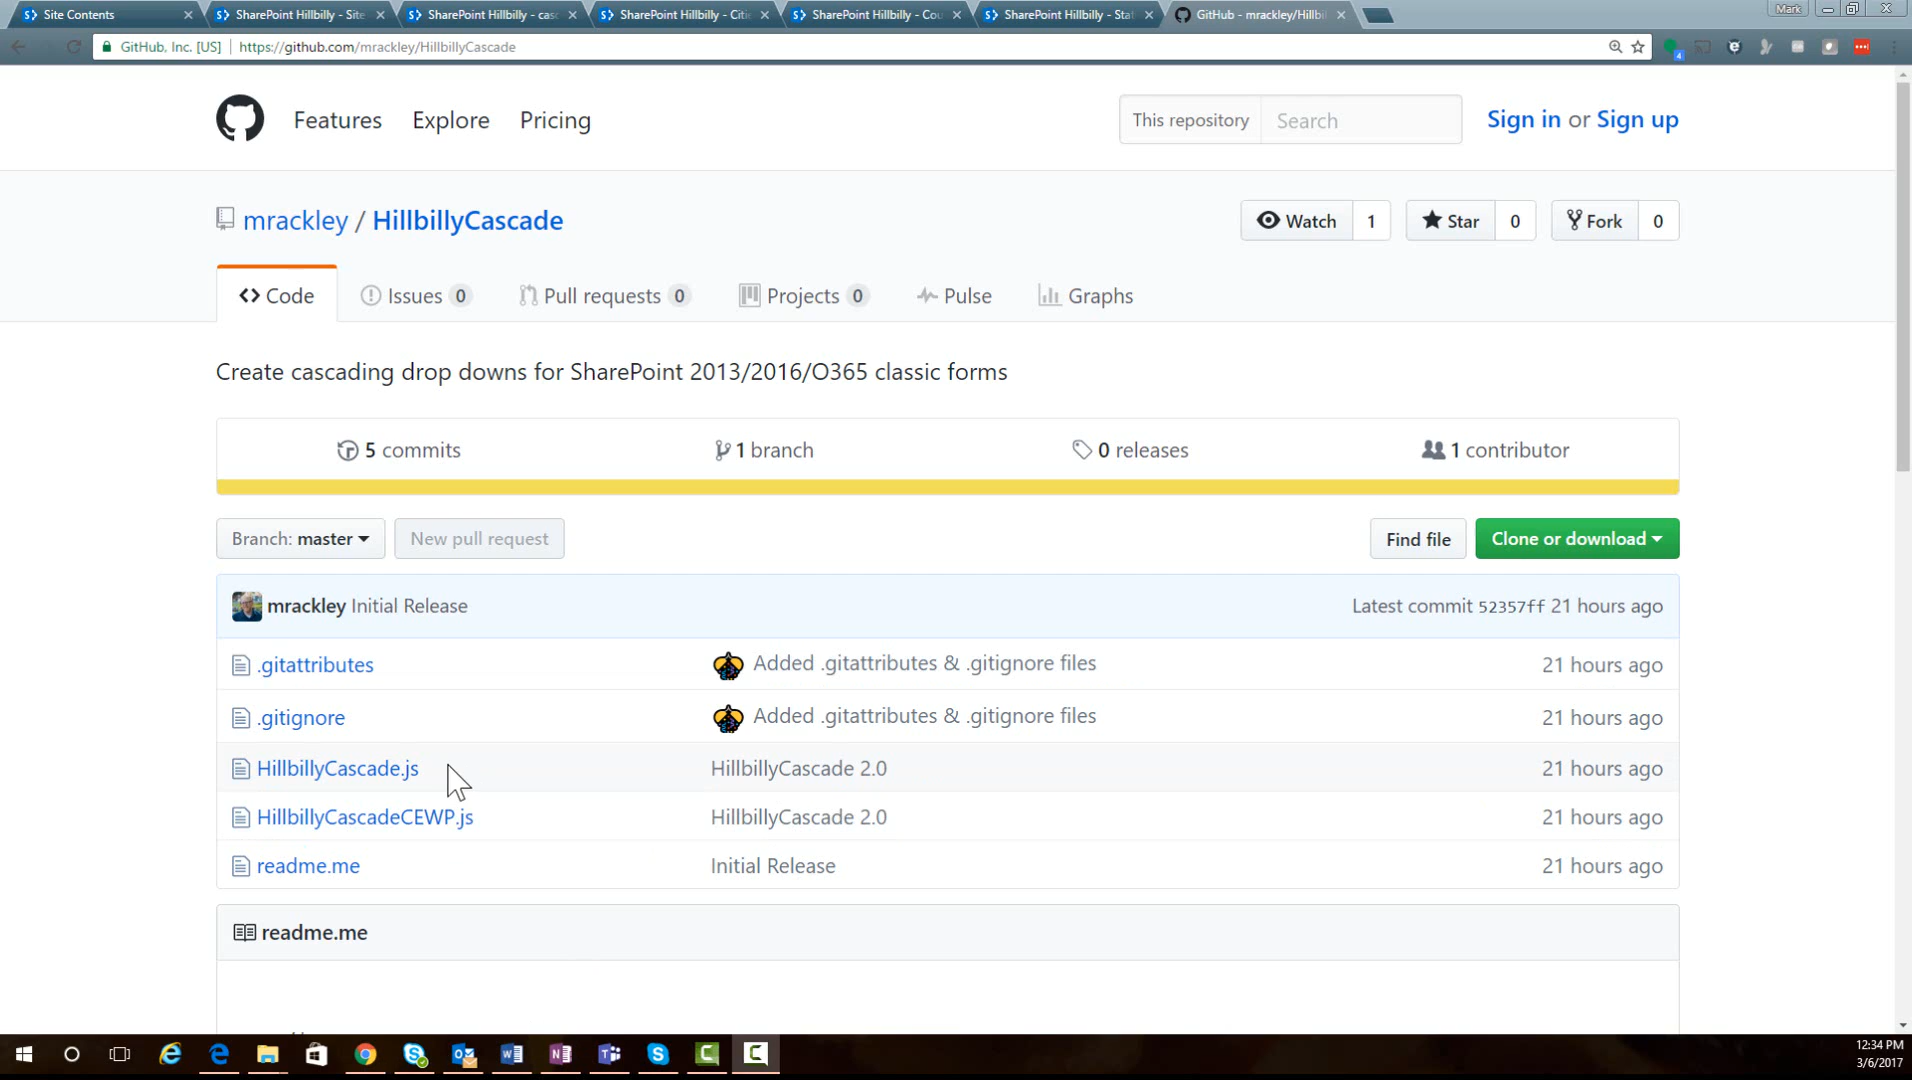 Site Contents
SharePoint Hillbilly - Site
SharePoint Hillbilly - casc
SharePoint Hillbilly - Citi
SharePoint Hillbilly - Cou
SharePoint Hillbilly - Stat
GitHub - mrackley/Hillbil
Mark
GitHub, Inc. [US] | https://github.com/mrackley/HillbillyCascade
4
Features Explore Pricing
This repository Search
Sign in or Sign up
mrackley / HillbillyCascade
Watch 1
Star 0
Fork 0
Code
Issues 0
Pull requests 0
Projects 0
Pulse
Graphs
Create cascading drop downs for SharePoint 2013/2016/O365 classic forms
5 commits
1 branch
0 releases
1 contributor
Branch: master
New pull request
Find file
Clone or download
mrackley Initial Release
Latest commit 52357ff 21 hours ago
.gitattributes Added .gitattributes & .gitignore files 21 hours ago
.gitignore Added .gitattributes & .gitignore files 21 hours ago
HillbillyCascade.js HillbillyCascade 2.0 21 hours ago
HillbillyCascadeCEWP.js HillbillyCascade 2.0 21 hours ago
readme.me Initial Release 21 hours ago
readme.me
12:34 PM
3/6/2017